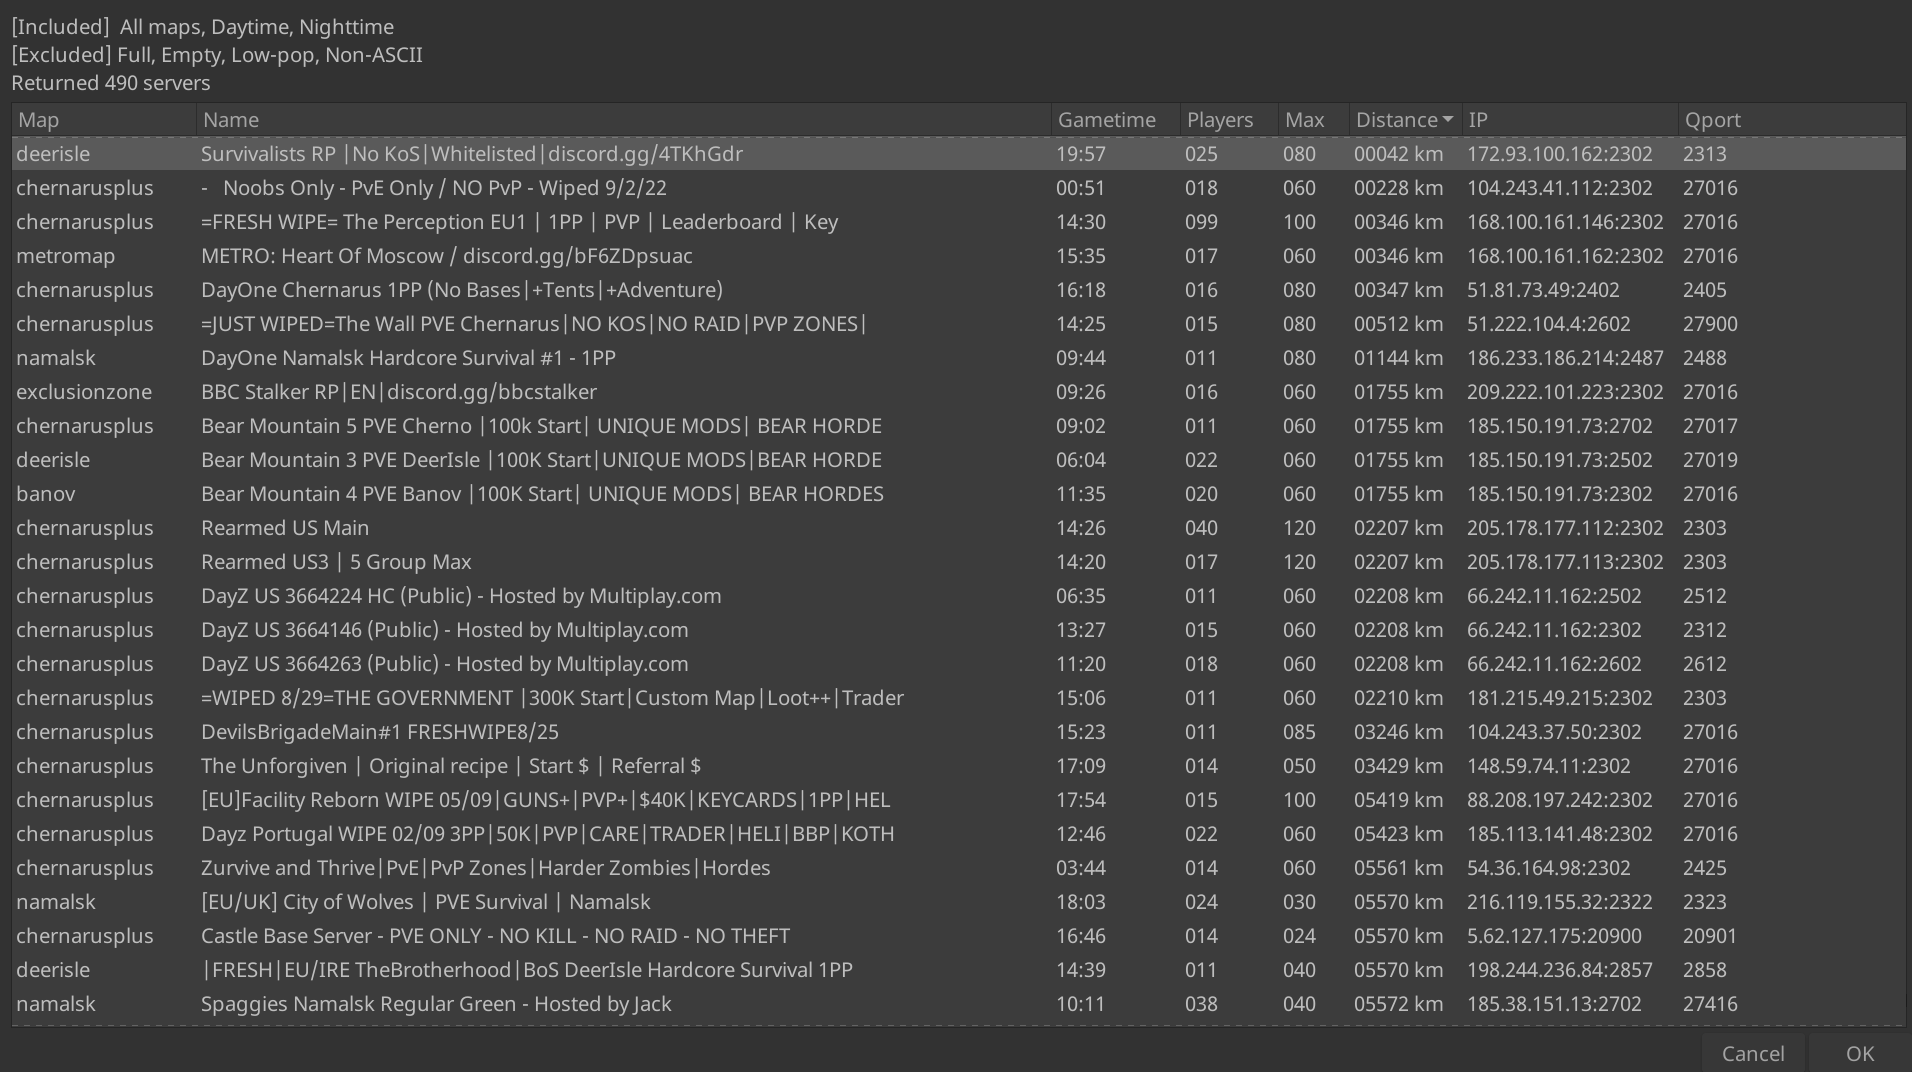 [Included]  All maps, Daytime, Nighttime
[Excluded] Full, Empty, Low-pop, Non-ASCII
Returned 490 servers
Map Name Gametime Players Max Distance IP Qport
deerisle Survivalists RP |No KoS|Whitelisted|discord.gg/4TKhGdr 19:57 025 080 00042 km 172.93.100.162:2302 2313
chernarusplus -   Noobs Only - PvE Only / NO PvP - Wiped 9/2/22 00:51 018 060 00228 km 104.243.41.112:2302 27016
chernarusplus =FRESH WIPE= The Perception EU1 | 1PP | PVP | Leaderboard | Key 14:30 099 100 00346 km 168.100.161.146:2302 27016
metromap METRO: Heart Of Moscow / discord.gg/bF6ZDpsuac 15:35 017 060 00346 km 168.100.161.162:2302 27016
chernarusplus DayOne Chernarus 1PP (No Bases|+Tents|+Adventure) 16:18 016 080 00347 km 51.81.73.49:2402 2405
chernarusplus =JUST WIPED=The Wall PVE Chernarus|NO KOS|NO RAID|PVP ZONES| 14:25 015 080 00512 km 51.222.104.4:2602 27900
namalsk DayOne Namalsk Hardcore Survival #1 - 1PP 09:44 011 080 01144 km 186.233.186.214:2487 2488
exclusionzone BBC Stalker RP|EN|discord.gg/bbcstalker 09:26 016 060 01755 km 209.222.101.223:2302 27016
chernarusplus Bear Mountain 5 PVE Cherno |100k Start| UNIQUE MODS| BEAR HORDE 09:02 011 060 01755 km 185.150.191.73:2702 27017
deerisle Bear Mountain 3 PVE DeerIsle |100K Start|UNIQUE MODS|BEAR HORDE 06:04 022 060 01755 km 185.150.191.73:2502 27019
banov Bear Mountain 4 PVE Banov |100K Start| UNIQUE MODS| BEAR HORDES 11:35 020 060 01755 km 185.150.191.73:2302 27016
chernarusplus Rearmed US Main 14:26 040 120 02207 km 205.178.177.112:2302 2303
chernarusplus Rearmed US3 | 5 Group Max 14:20 017 120 02207 km 205.178.177.113:2302 2303
chernarusplus DayZ US 3664224 HC (Public) - Hosted by Multiplay.com 06:35 011 060 02208 km 66.242.11.162:2502 2512
chernarusplus DayZ US 3664146 (Public) - Hosted by Multiplay.com 13:27 015 060 02208 km 66.242.11.162:2302 2312
chernarusplus DayZ US 3664263 (Public) - Hosted by Multiplay.com 11:20 018 060 02208 km 66.242.11.162:2602 2612
chernarusplus =WIPED 8/29=THE GOVERNMENT |300K Start|Custom Map|Loot++|Trader 15:06 011 060 02210 km 181.215.49.215:2302 2303
chernarusplus DevilsBrigadeMain#1 FRESHWIPE8/25 15:23 011 085 03246 km 104.243.37.50:2302 27016
chernarusplus The Unforgiven | Original recipe | Start $ | Referral $ 17:09 014 050 03429 km 148.59.74.11:2302 27016
chernarusplus [EU]Facility Reborn WIPE 05/09|GUNS+|PVP+|$40K|KEYCARDS|1PP|HEL 17:54 015 100 05419 km 88.208.197.242:2302 27016
chernarusplus Dayz Portugal WIPE 02/09 3PP|50K|PVP|CARE|TRADER|HELI|BBP|KOTH 12:46 022 060 05423 km 185.113.141.48:2302 27016
chernarusplus Zurvive and Thrive|PvE|PvP Zones|Harder Zombies|Hordes 03:44 014 060 05561 km 54.36.164.98:2302 2425
namalsk [EU/UK] City of Wolves | PVE Survival | Namalsk 18:03 024 030 05570 km 216.119.155.32:2322 2323
chernarusplus Castle Base Server - PVE ONLY - NO KILL - NO RAID - NO THEFT 16:46 014 024 05570 km 5.62.127.175:20900 20901
deerisle |FRESH|EU/IRE TheBrotherhood|BoS DeerIsle Hardcore Survival 1PP 14:39 011 040 05570 km 198.244.236.84:2857 2858
namalsk Spaggies Namalsk Regular Green - Hosted by Jack 10:11 038 040 05572 km 185.38.151.13:2702 27416
Cancel OK